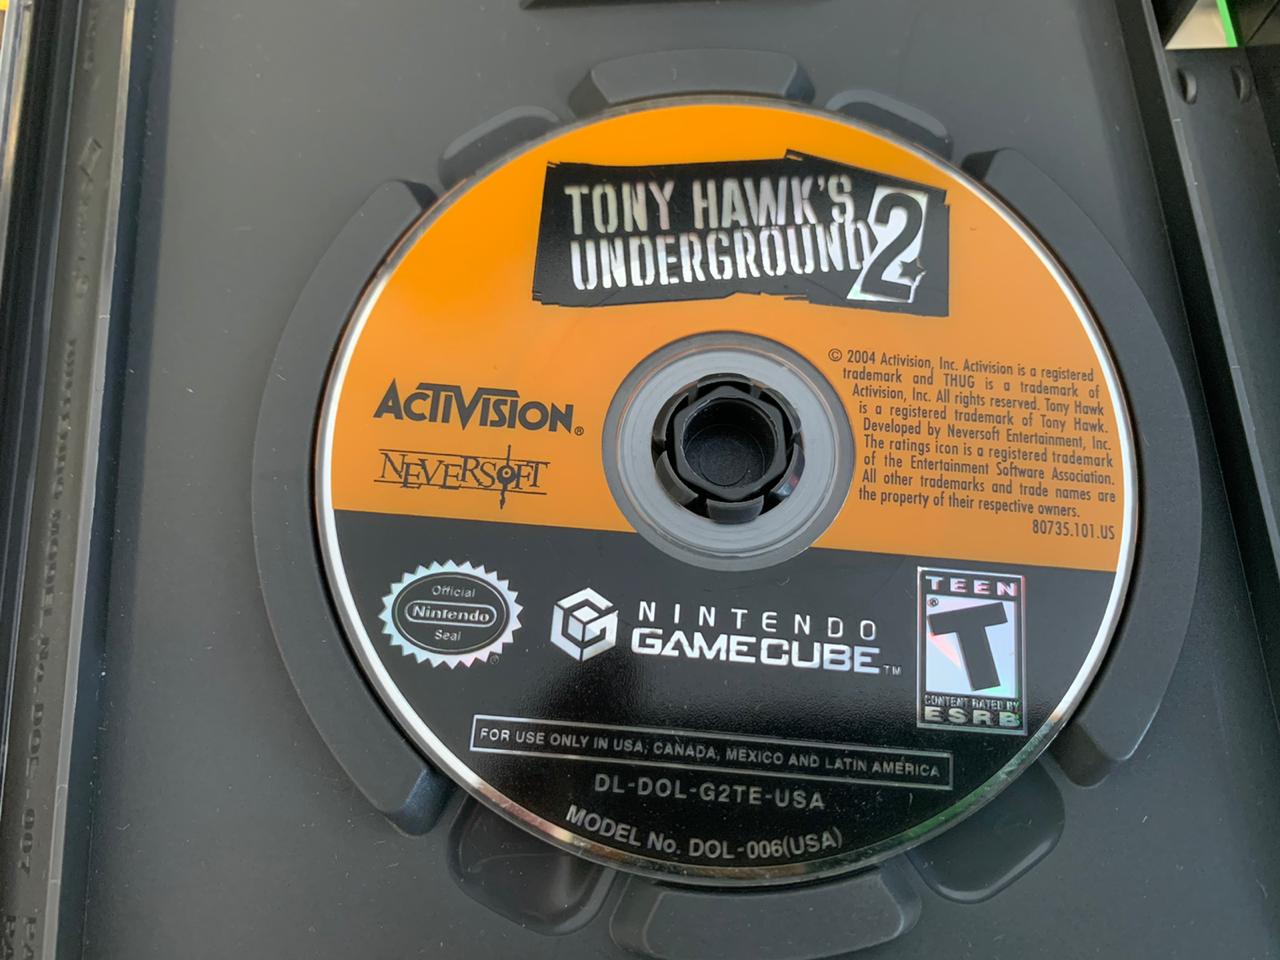 TONY HAWK'S
UNDERGROUND 2
ACTIVISION®
NEVERSOFT
© 2004 Activision, Inc. Activision is a registered
trademark and THUG is a trademark of
Activision, Inc. All rights reserved. Tony Hawk
is a registered trademark of Tony Hawk.
Developed by Neversoft Entertainment, Inc.
The ratings icon is a registered trademark
of the Entertainment Software Association.
All other trademarks and trade names are
the property of their respective owners.
80735.101.US
Official
Nintendo
Seal
®
NINTENDO
GAMECUBE™
TEEN
®
T
CONTENT RATED BY
ESRB
FOR USE ONLY IN USA, CANADA, MEXICO AND LATIN AMERICA
DL-DOL-G2TE-USA
MODEL No. DOL-006(USA)